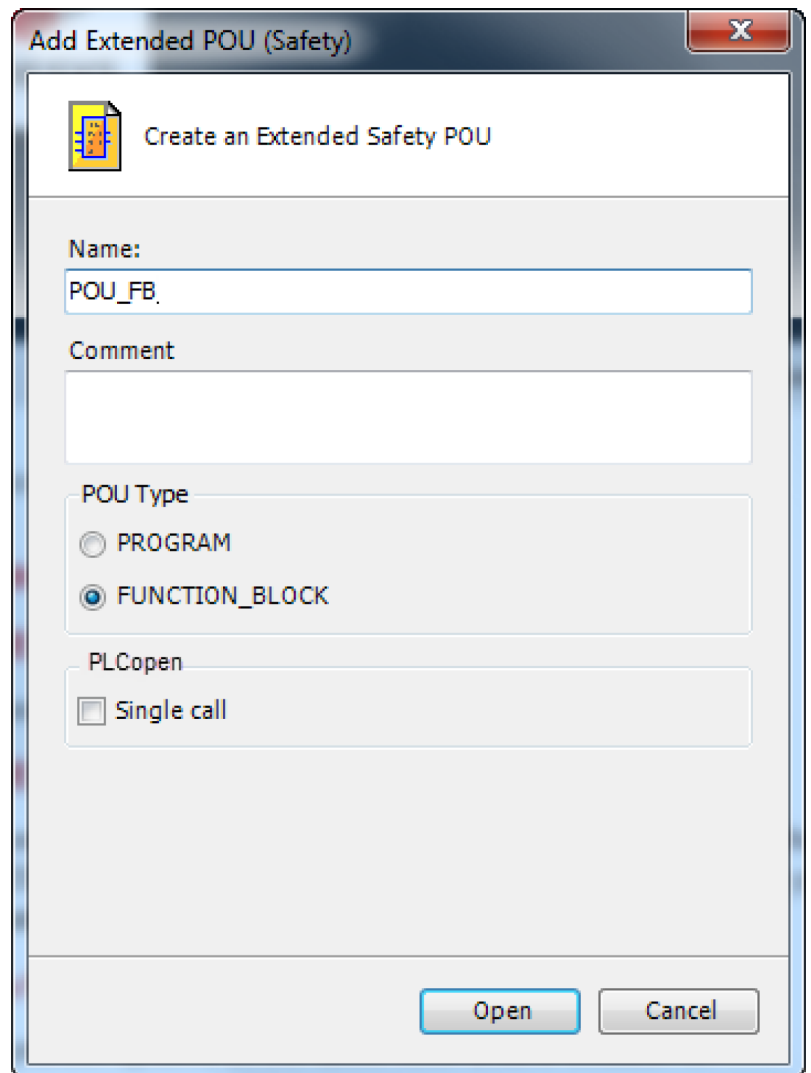 Add Extended POU (Safety)
Create an Extended Safety POU
Name:
POU_FB
Comment
POU Type
PROGRAM
FUNCTION_BLOCK
PLCopen
Single call
Open
Cancel